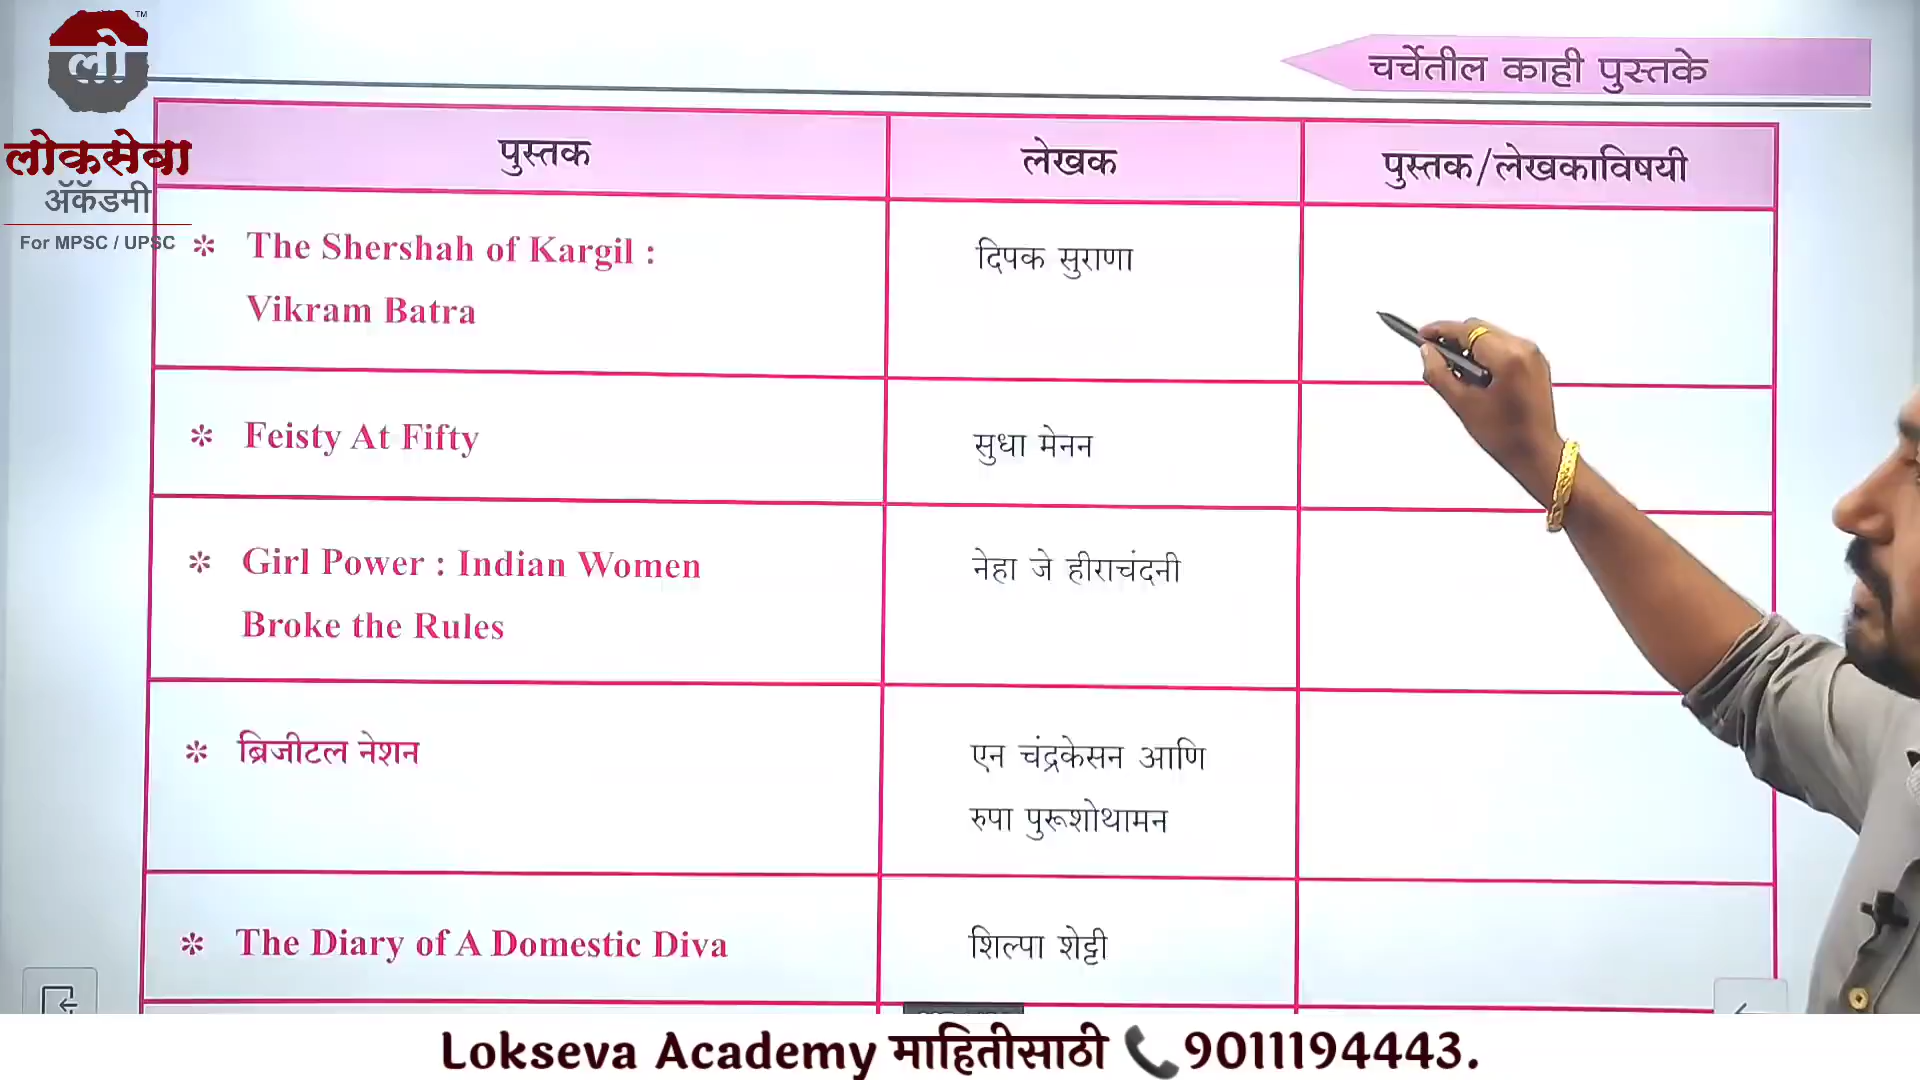 TM
लो
लोकसेवा
ॲकॅडमी
For MPSC / UPSC
चर्चेतील काही पुस्तके
पुस्तक
लेखक
पुस्तक/लेखकाविषयी
* The Shershah of Kargil :
Vikram Batra
दिपक सुराणा
* Feisty At Fifty
सुधा मेनन
* Girl Power : Indian Women
Broke the Rules
नेहा जे हीराचंदनी
* ब्रिजीटल नेशन
एन चंद्रकेसन आणि
रुपा पुरूशोथामन
* The Diary of A Domestic Diva
शिल्पा शेट्टी
Lokseva Academy माहितीसाठी 📞9011194443.